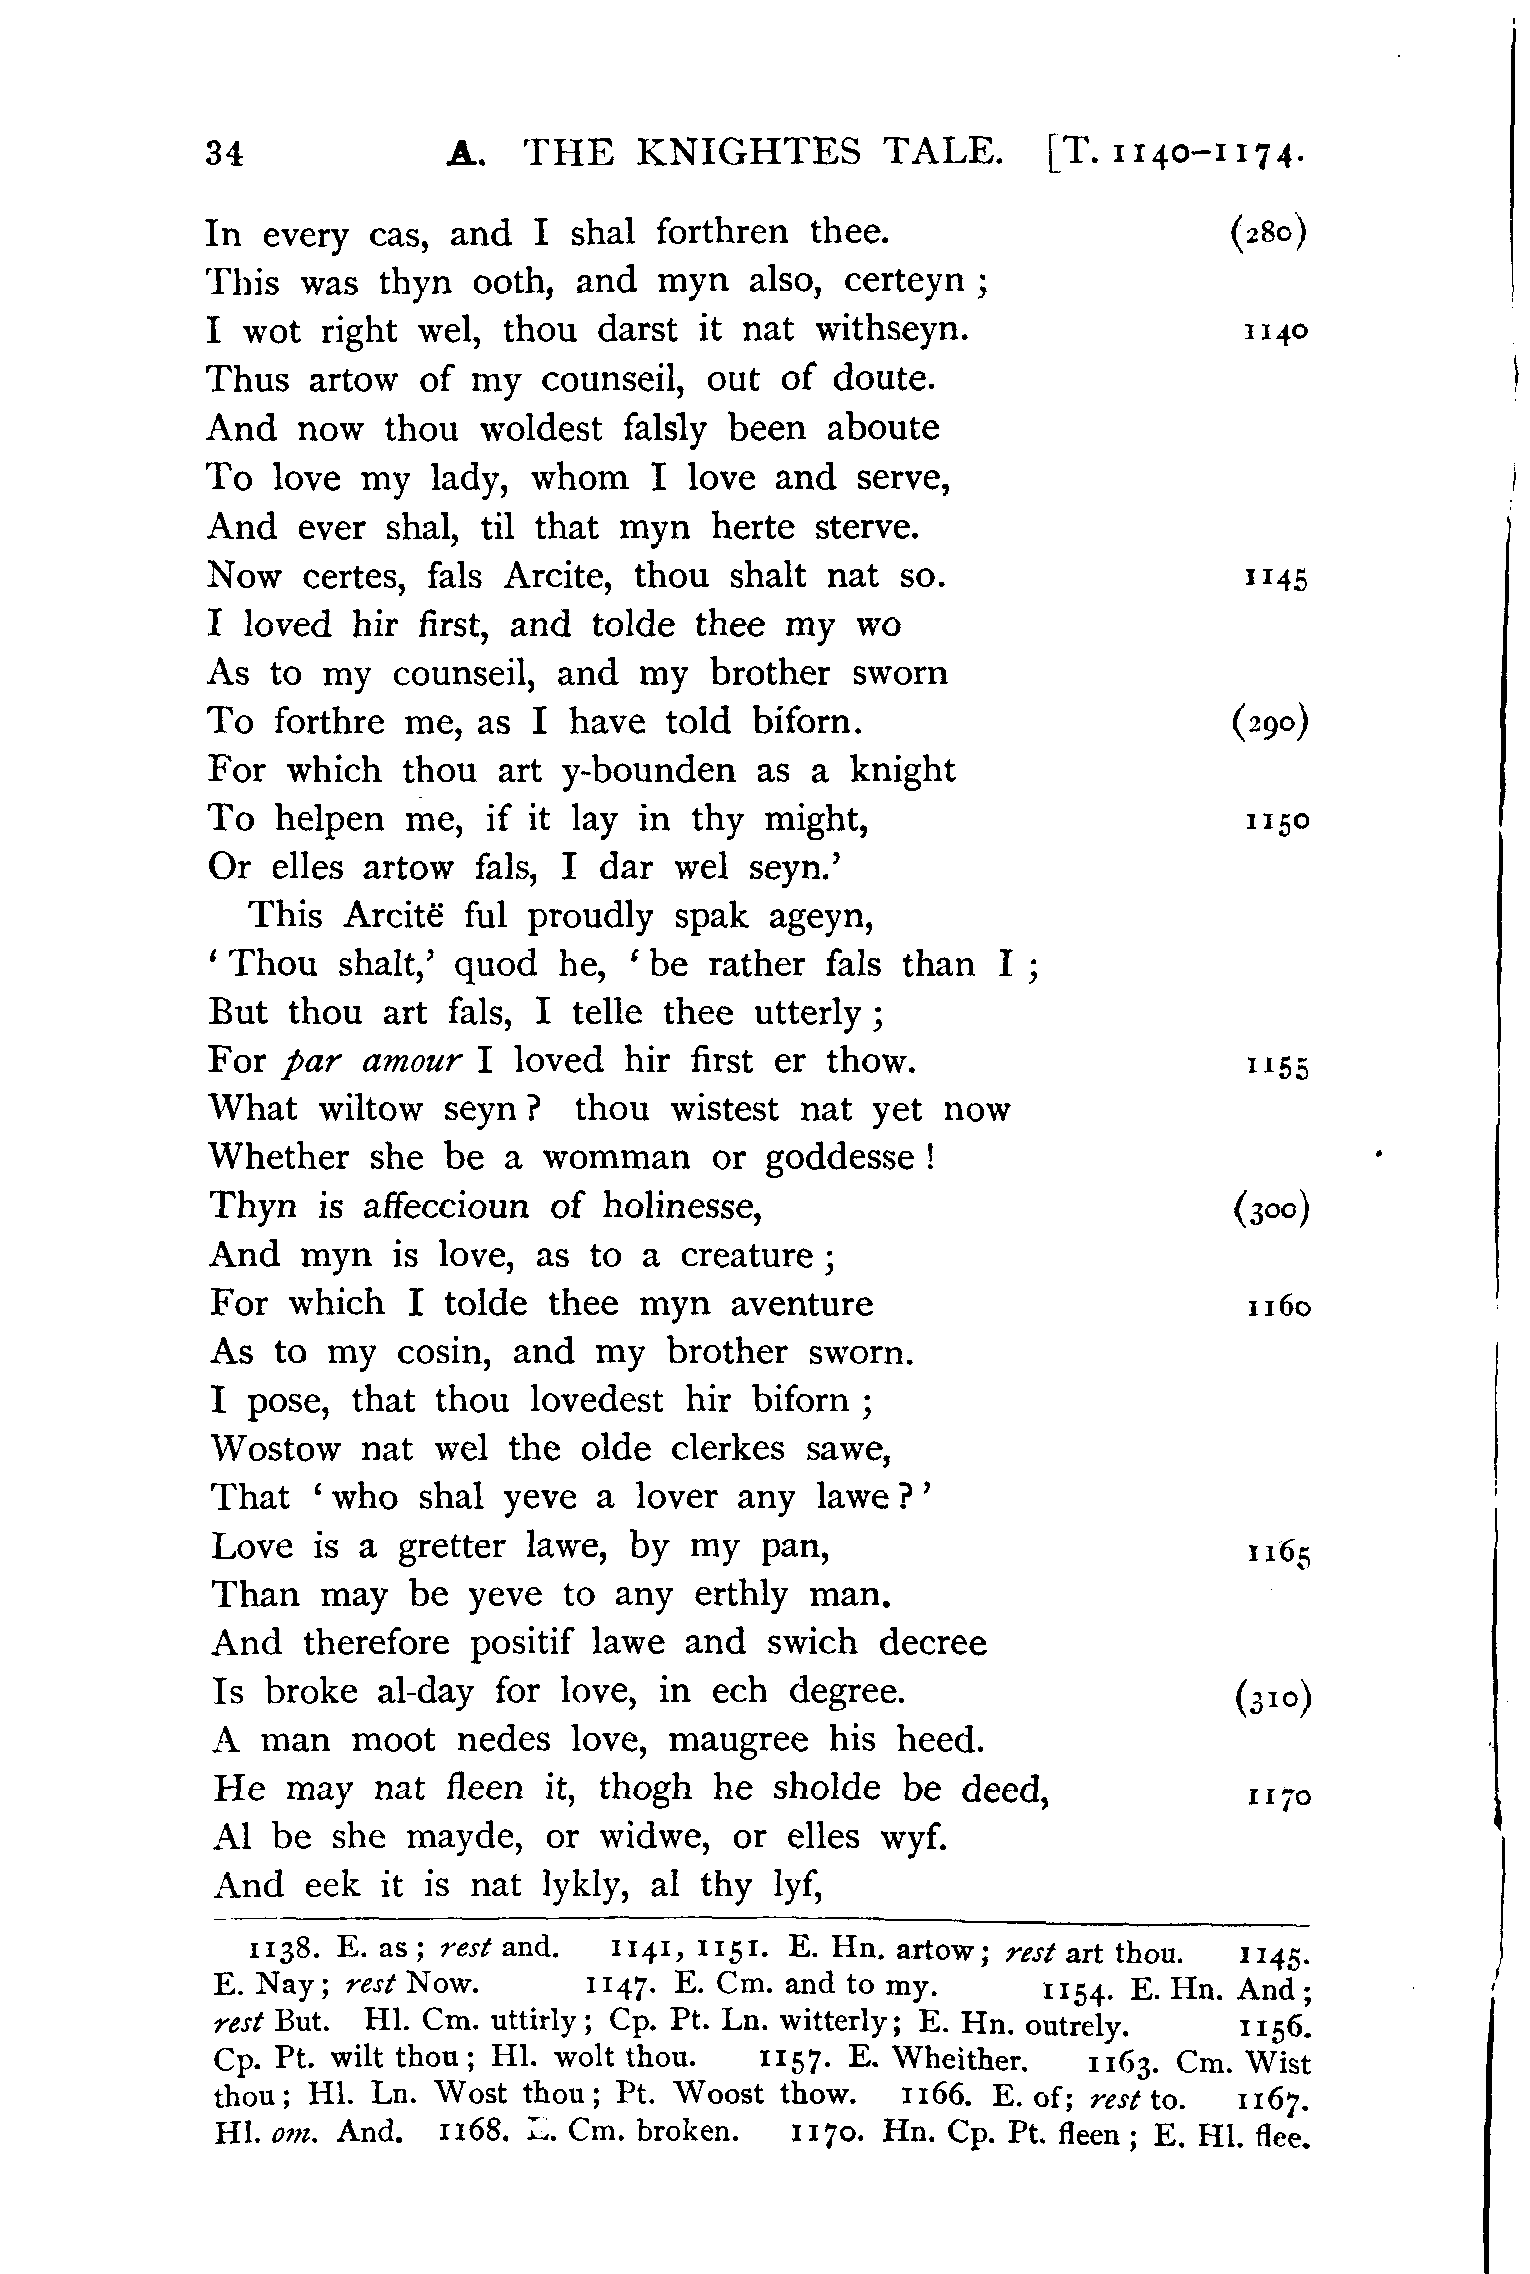 34 A. THE KNIGHTES TALE. [T. 1140–1174.
In every cas, and I shal forthren thee. (280)
This was thyn ooth, and myn also, certeyn ;
I wot right wel, thou darst it nat withseyn. 1140
Thus artow of my counseil, out of doute.
And now thou woldest falsly been aboute
To love my lady, whom I love and serve,
And ever shal, til that myn herte sterve.
Now certes, fals Arcite, thou shalt nat so. 1145
I loved hir first, and tolde thee my wo
As to my counseil, and my brother sworn
To forthre me, as I have told biforn. (290)
For which thou art y-bounden as a knight
To helpen me, if it lay in thy might, 1150
Or elles artow fals, I dar wel seyn.’
This Arcitë ful proudly spak ageyn,
‘ Thou shalt,’ quod he, ‘ be rather fals than I ;
But thou art fals, I telle thee utterly ;
For par amour I loved hir first er thow. 1155
What wiltow seyn ? thou wistest nat yet now
Whether she be a womman or goddesse !
Thyn is affeccioun of holinesse, (300)
And myn is love, as to a creature ;
For which I tolde thee myn aventure 1160
As to my cosin, and my brother sworn.
I pose, that thou lovedest hir biforn ;
Wostow nat wel the olde clerkes sawe,
That ‘ who shal yeve a lover any lawe ? ’
Love is a gretter lawe, by my pan, 1165
Than may be yeve to any erthly man.
And therefore positif lawe and swich decree
Is broke al-day for love, in ech degree. (310)
A man moot nedes love, maugree his heed.
He may nat fleen it, thogh he sholde be deed, 1170
Al be she mayde, or widwe, or elles wyf.
And eek it is nat lykly, al thy lyf,
1138. E. as ; rest and. 1141, 1151. E. Hn. artow ; rest art thou. 1145.
E. Nay ; rest Now. 1147. E. Cm. and to my. 1154. E. Hn. And ;
rest But. Hl. Cm. uttirly ; Cp. Pt. Ln. witterly ; E. Hn. outrely. 1156.
Cp. Pt. wilt thou ; Hl. wolt thou. 1157. E. Wheither. 1163. Cm. Wist
thou ; Hl. Ln. Wost thou ; Pt. Woost thow. 1166. E. of ; rest to. 1167.
Hl. om. And. 1168. E. Cm. broken. 1170. Hn. Cp. Pt. fleen ; E. Hl. flee.